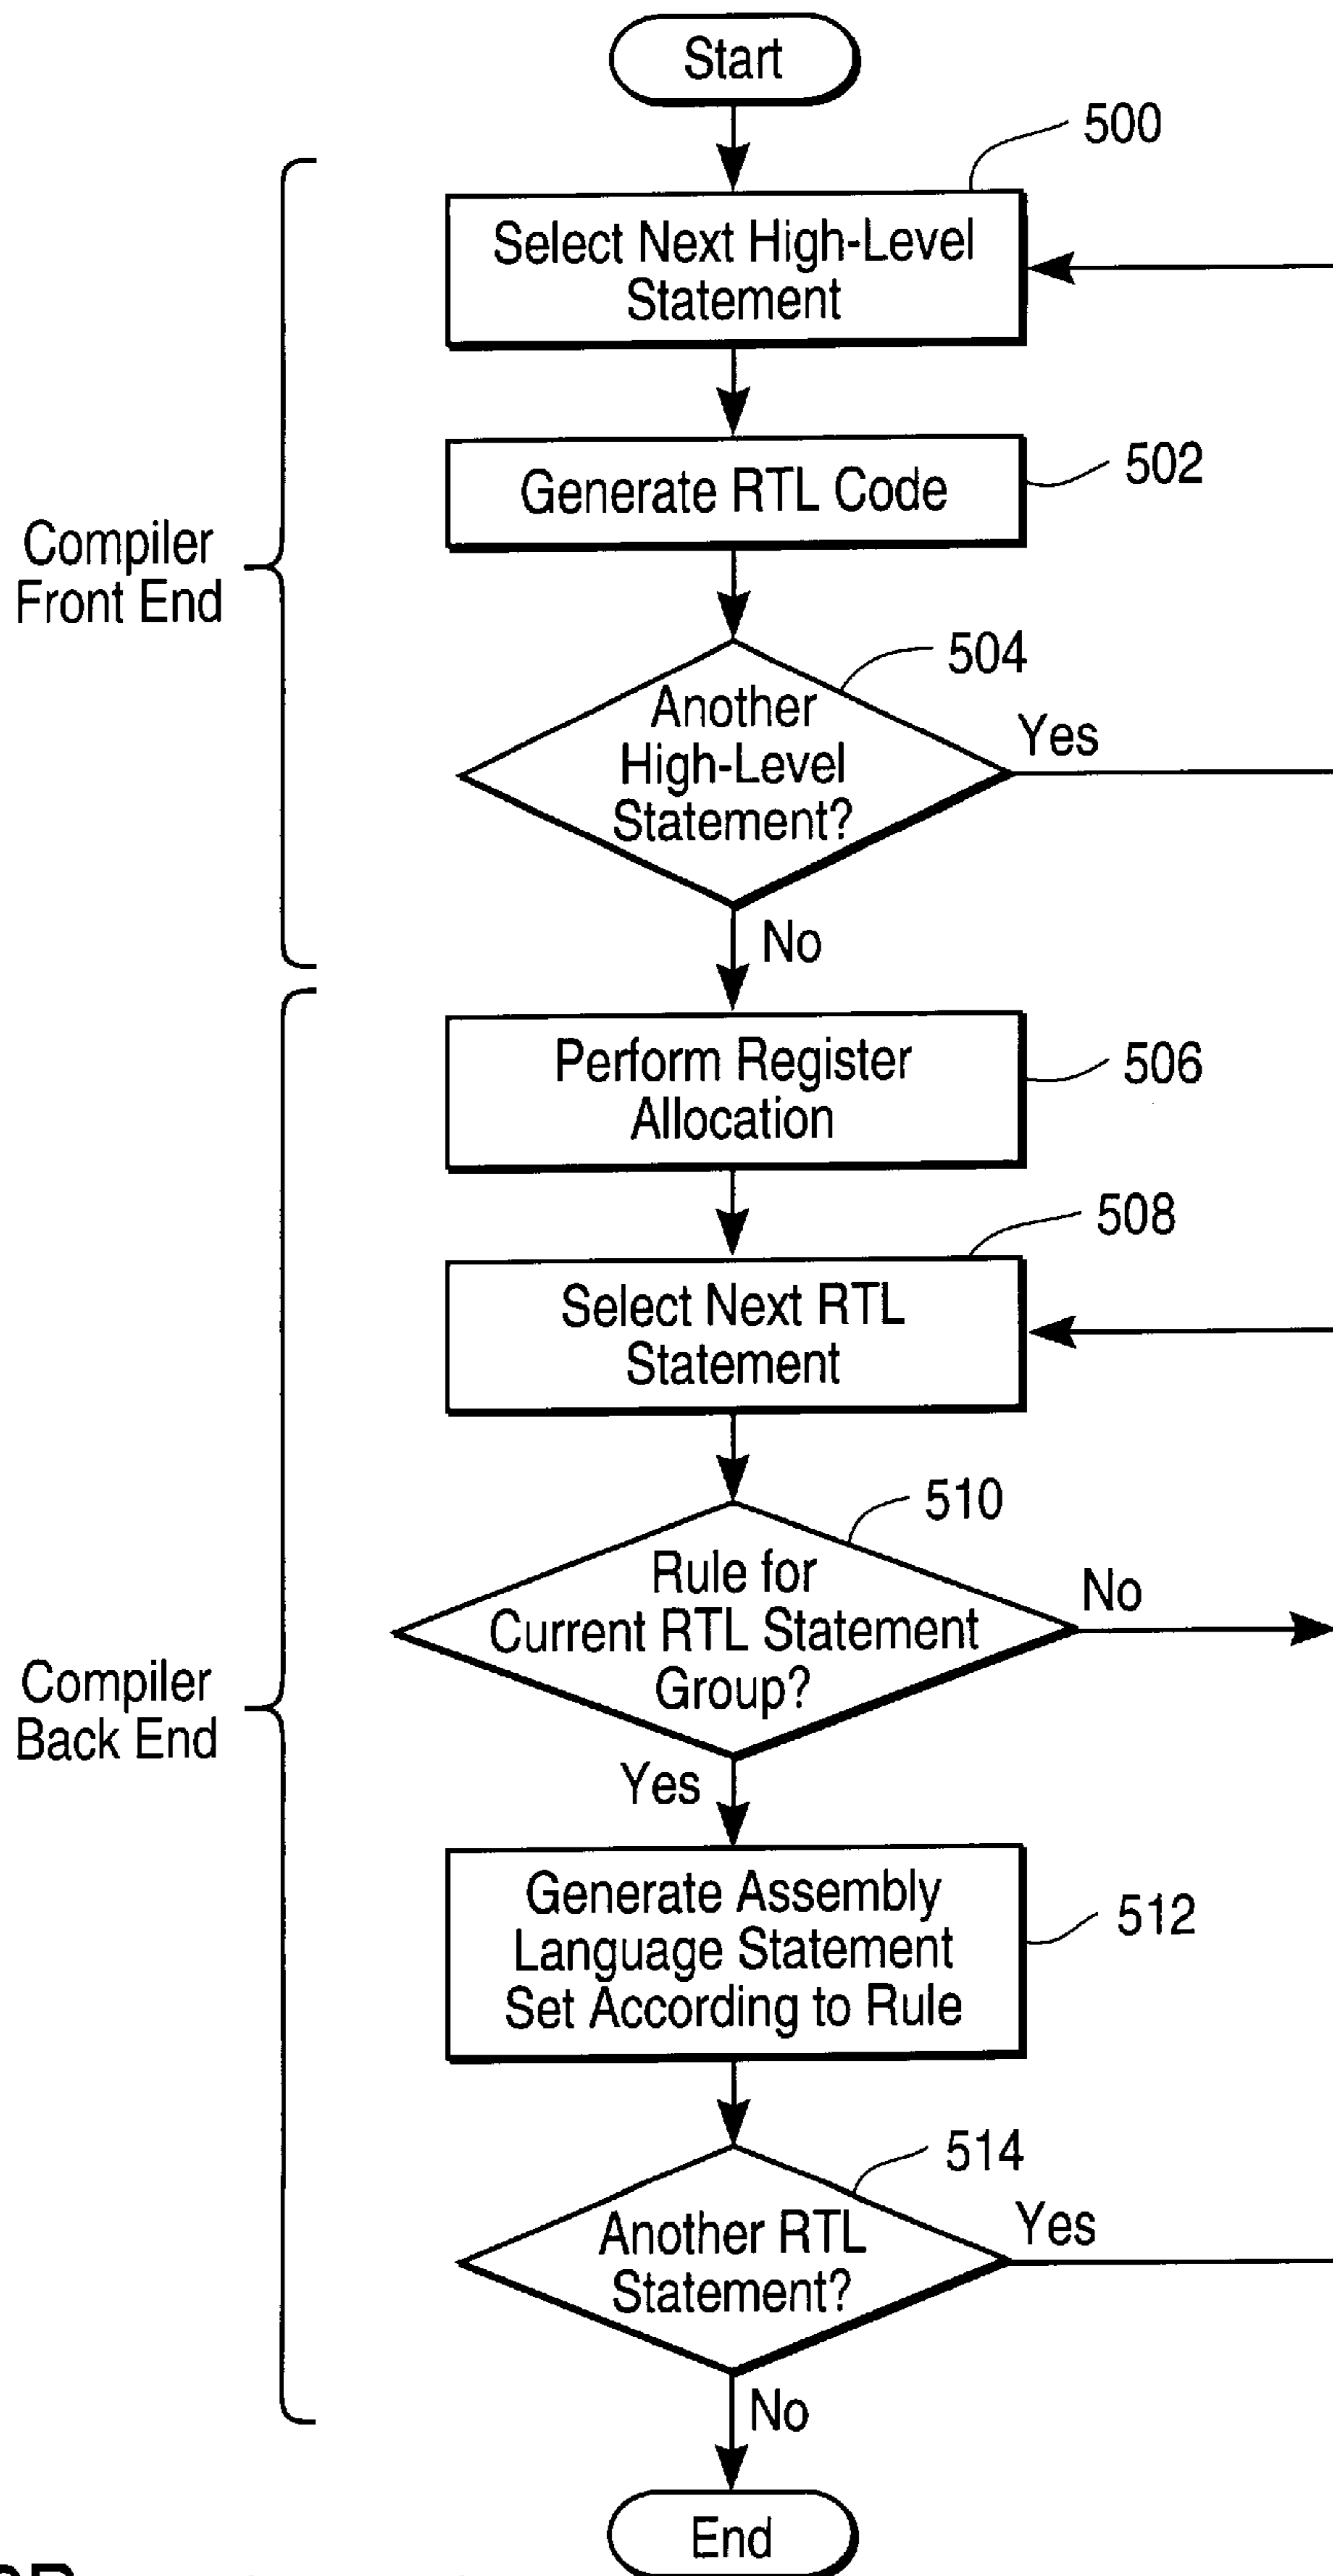 Start
500
Select Next High-Level
Statement
502
Generate RTL Code
Compiler
Front End
504
Another
High-Level
Statement?
Yes
No
Perform Register
Allocation
506
508
Select Next RTL
Statement
510
Rule for
Current RTL Statement
Group?
No
Compiler
Back End
Yes
Generate Assembly
Language Statement
Set According to Rule
512
514
Another RTL
Statement?
Yes
No
End